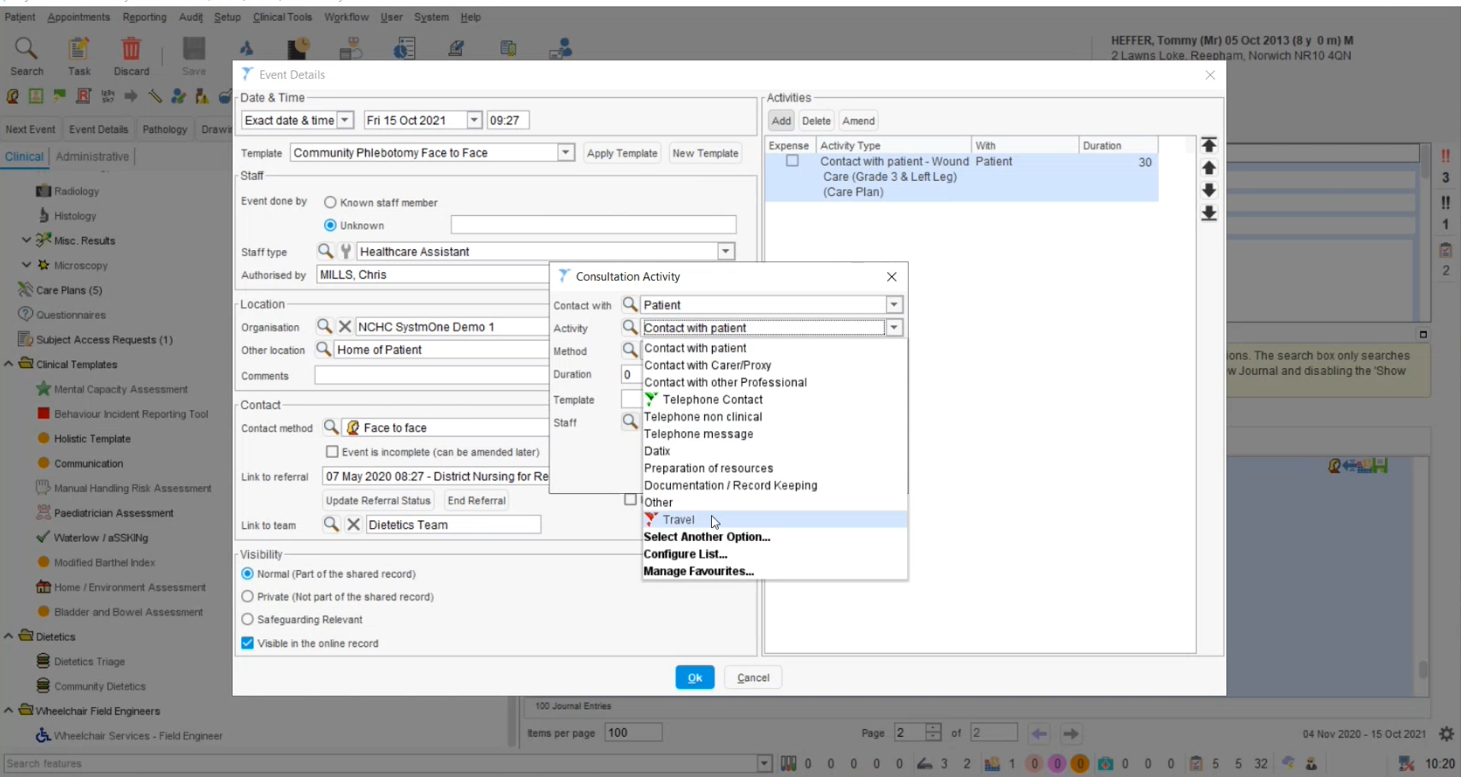 Patient Appointments Reporting Audit Setup Clinical Tools Workflow User System Help
HEFFER, Tommy (Mr) 05 Oct 2013 (8 y 0 m) M
2 Lawns Loke, Reepham, Norwich NR10 4QN
Search Task Discard Save
Next Event Event Details Pathology Drawi
Clinical Administrative
Radiology
Histology
Misc. Results
Microscopy
Care Plans (5)
Questionnaires
Subject Access Requests (1)
Clinical Templates
Mental Capacity Assessment
Behaviour Incident Reporting Tool
Holistic Template
Communication
Manual Handling Risk Assessment
Paediatrician Assessment
Waterlow / aSSKINg
Modified Barthel Index
Home / Environment Assessment
Bladder and Bowel Assessment
Dietetics
Dietetics Triage
Community Dietetics
Wheelchair Field Engineers
Wheelchair Services - Field Engineer
Search features
Event Details
Date & Time
Exact date & time Fri 15 Oct 2021 09:27
Template Community Phlebotomy Face to Face Apply Template New Template
Staff
Event done by Known staff member
Unknown
Staff type Healthcare Assistant
Authorised by MILLS, Chris
Location
Organisation NCHC SystmOne Demo 1
Other location Home of Patient
Comments
Contact
Contact method Face to face
Event is incomplete (can be amended later)
Link to referral 07 May 2020 08:27 - District Nursing for Re
Update Referral Status End Referral
Link to team Dietetics Team
Visibility
Normal (Part of the shared record)
Private (Not part of the shared record)
Safeguarding Relevant
Visible in the online record
Ok Cancel
Activities
Add Delete Amend
Expense Activity Type With Duration
Contact with patient - Wound Patient 30
Care (Grade 3 & Left Leg)
(Care Plan)
Consultation Activity
Contact with Patient
Activity Contact with patient
Method
Duration 0
Template
Staff
Contact with patient
Contact with Carer/Proxy
Contact with other Professional
Telephone Contact
Telephone non clinical
Telephone message
Datix
Preparation of resources
Documentation / Record Keeping
Other
Travel
Select Another Option...
Configure List...
Manage Favourites...
!!
3
!!
1
2
ions. The search box only searches
w Journal and disabling the 'Show
100 Journal Entries
Items per page 100 Page 2 of 2 04 Nov 2020 - 15 Oct 2021
0 0 0 0 0 3 2 1 0 0 0 0 0 0 5 5 32 10:20